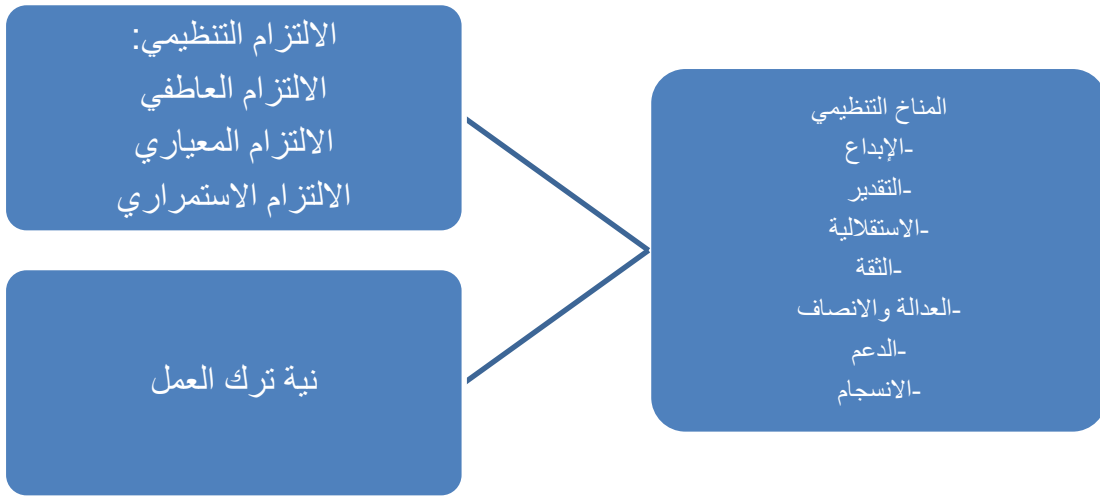 المناخ التنظيمي
-الإبداع
-التقدير
-الاستقلالية
-الثقة
-العدالة والانصاف
-الدعم
-الانسجام
الالتزام التنظيمي:
الالتزام العاطفي
الالتزام المعياري
الالتزام الاستمراري
نية ترك العمل